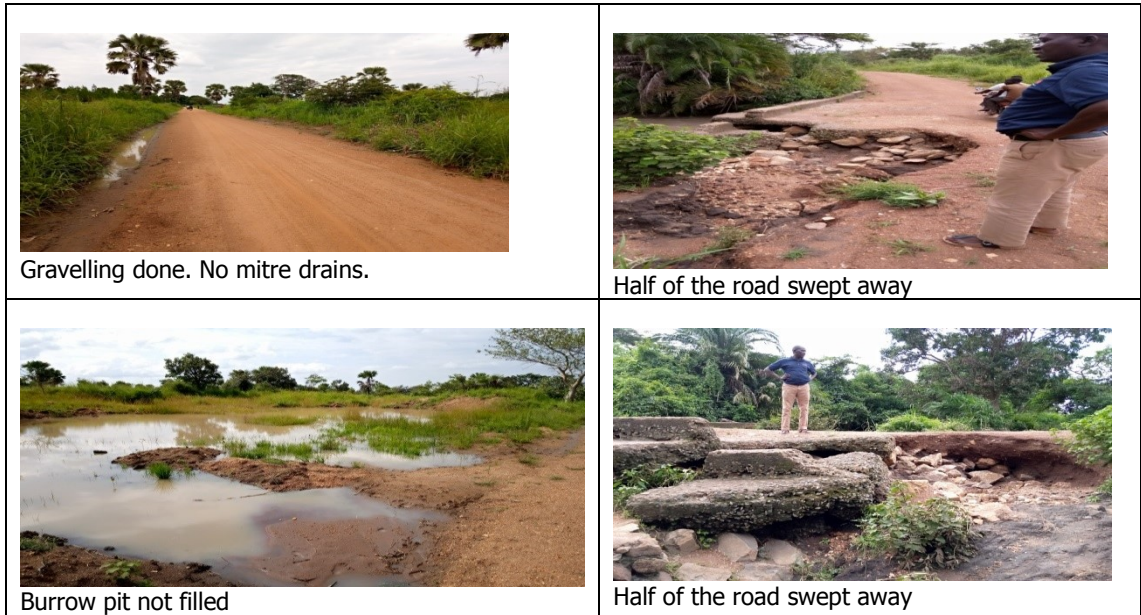 Gravelling done. No mitre drains.
Half of the road swept away
Burrow pit not filled
Half of the road swept away